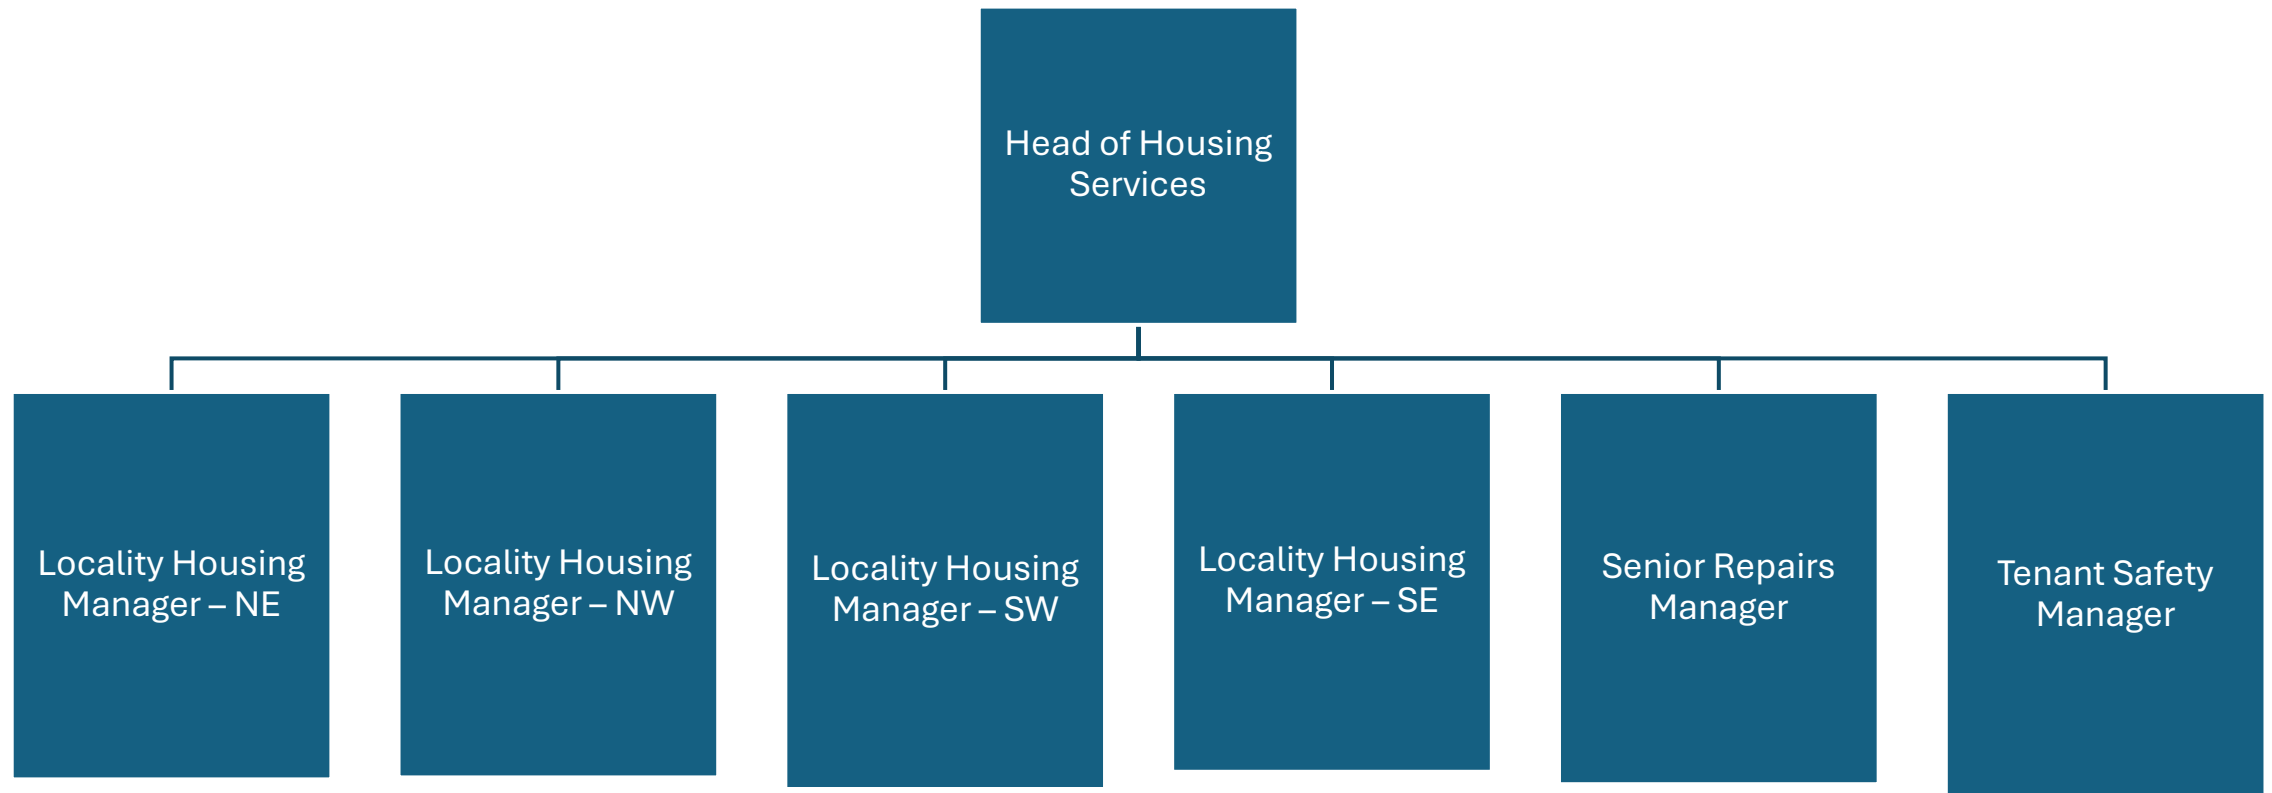 Head of Housing
Services
Locality Housing
Manager – NE
Locality Housing
Manager – NW
Locality Housing
Manager – SW
Locality Housing
Manager – SE
Senior Repairs
Manager
Tenant Safety
Manager